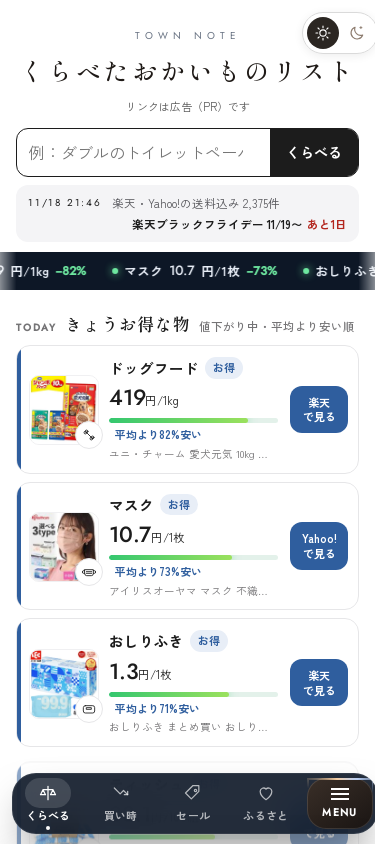 TOWN NOTE
くらべたおかいものリスト
リンクは広告（PR）です
例：ダブルのトイレットペーパ
くらべる
11/18 21:46 楽天・Yahoo!の送料込み 2,375件
楽天ブラックフライデー 11/19〜 あと1日
円/1kg −82% マスク 10.7 円/1枚 −73% おしりふき
TODAY きょうお得な物 値下がり中・平均より安い順
ドッグフード お得
419円/1kg
平均より82%安い
ユニ・チャーム 愛犬元気 10kg ...
楽天
で見る
マスク お得
10.7円/1枚
平均より73%安い
アイリスオーヤマ マスク 不織...
Yahoo!
で見る
おしりふき お得
1.3円/1枚
平均より71%安い
おしりふき まとめ買い おしり...
楽天
で見る
くらべる
買い時
セール
ふるさと
MENU